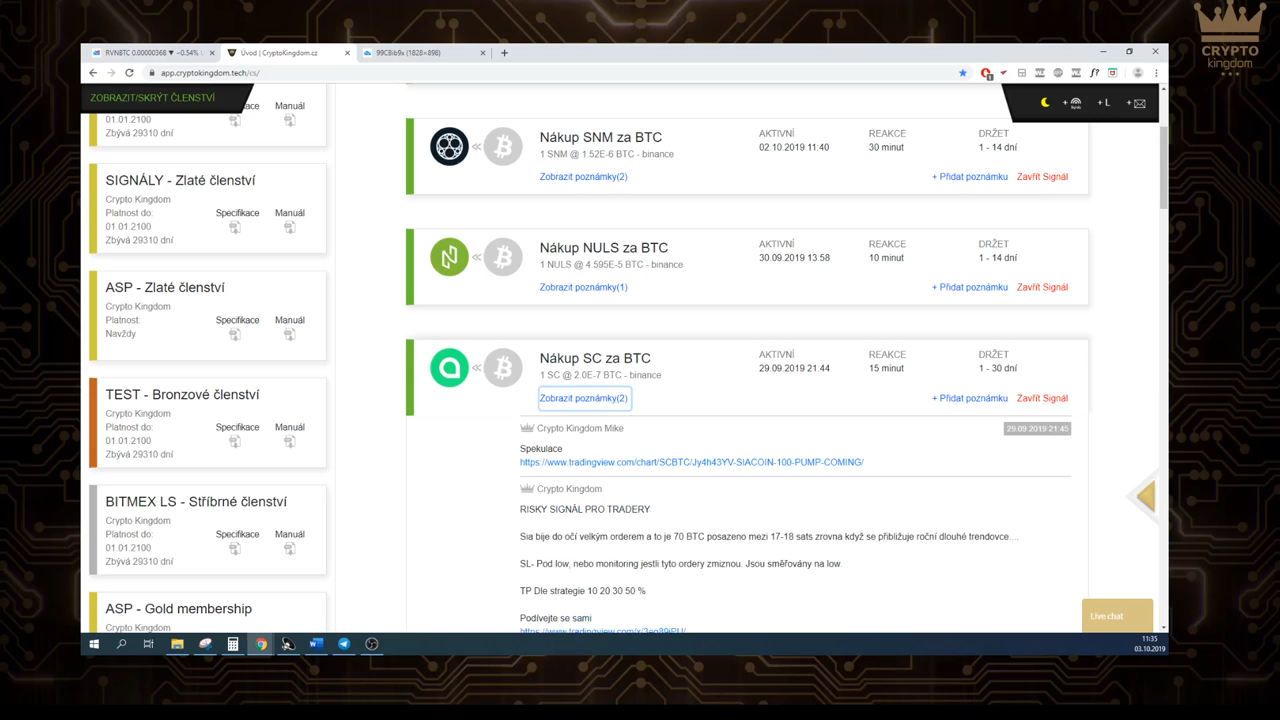 CRYPTO
kingdom
RVNBTC 0.00000368 ▼ −0.54%
Úvod | CryptoKingdom.cz
99CBib9x (1828×898)
app.cryptokingdom.tech/cs/
ZOBRAZIT/SKRÝT ČLENSTVÍ
+ L
01.01.2100
Manuál
Zbývá 29310 dní
SIGNÁLY - Zlaté členství
Crypto Kingdom
Platnost do: Specifikace Manuál
01.01.2100
Zbývá 29310 dní
ASP - Zlaté členství
Crypto Kingdom
Platnost: Specifikace Manuál
Navždy
TEST - Bronzové členství
Crypto Kingdom
Platnost do: Specifikace Manuál
01.01.2100
Zbývá 29310 dní
BITMEX LS - Stříbrné členství
Crypto Kingdom
Platnost do: Specifikace Manuál
01.01.2100
Zbývá 29310 dní
ASP - Gold membership
Crypto Kingdom
Nákup SNM za BTC AKTIVNÍ REAKCE DRŽET
1 SNM @ 1.52E-6 BTC - binance 02.10 2019 11:40 30 minut 1 - 14 dní
Zobrazit poznámky(2) + Přidat poznámku Zavřít Signál
Nákup NULS za BTC AKTIVNÍ REAKCE DRŽET
1 NULS @ 4.595E-5 BTC - binance 30.09 2019 13:58 10 minut 1 - 14 dní
Zobrazit poznámky(1) + Přidat poznámku Zavřít Signál
Nákup SC za BTC AKTIVNÍ REAKCE DRŽET
1 SC @ 2.0E-7 BTC - binance 29.09 2019 21.44 15 minut 1 - 30 dní
Zobrazit poznámky(2) + Přidat poznámku Zavřít Signál
Crypto Kingdom Mike 29.09 2019 21:45
Spekulace
https://www.tradingview.com/chart/SCBTC/Jy4h43YV-SIACOIN-100-PUMP-COMING/
Crypto Kingdom
RISKY SIGNÁL PRO TRADERY
Sia bije do očí velkým orderem a to je 70 BTC posazeno mezi 17-18 sats zrovna když se přibližuje roční dlouhé trendovce....
SL- Pod low, nebo monitoring jestli tyto ordery zmiznou. Jsou směřovány na low.
TP Dle strategie 10 20 30 50 %
Podívejte se sami
Live chat
11:35
03.10.2019